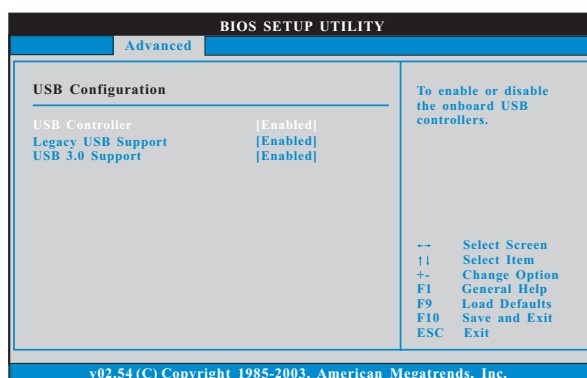 BIOS SETUP UTILITY
Advanced
USB Configuration
USB Controller [Enabled]
Legacy USB Support [Enabled]
USB 3.0 Support [Enabled]
To enable or disable
the onboard USB
controllers.
←→ Select Screen
↑↓ Select Item
+- Change Option
F1 General Help
F9 Load Defaults
F10 Save and Exit
ESC Exit
v02.54 (C) Copyright 1985-2003, American Megatrends, Inc.